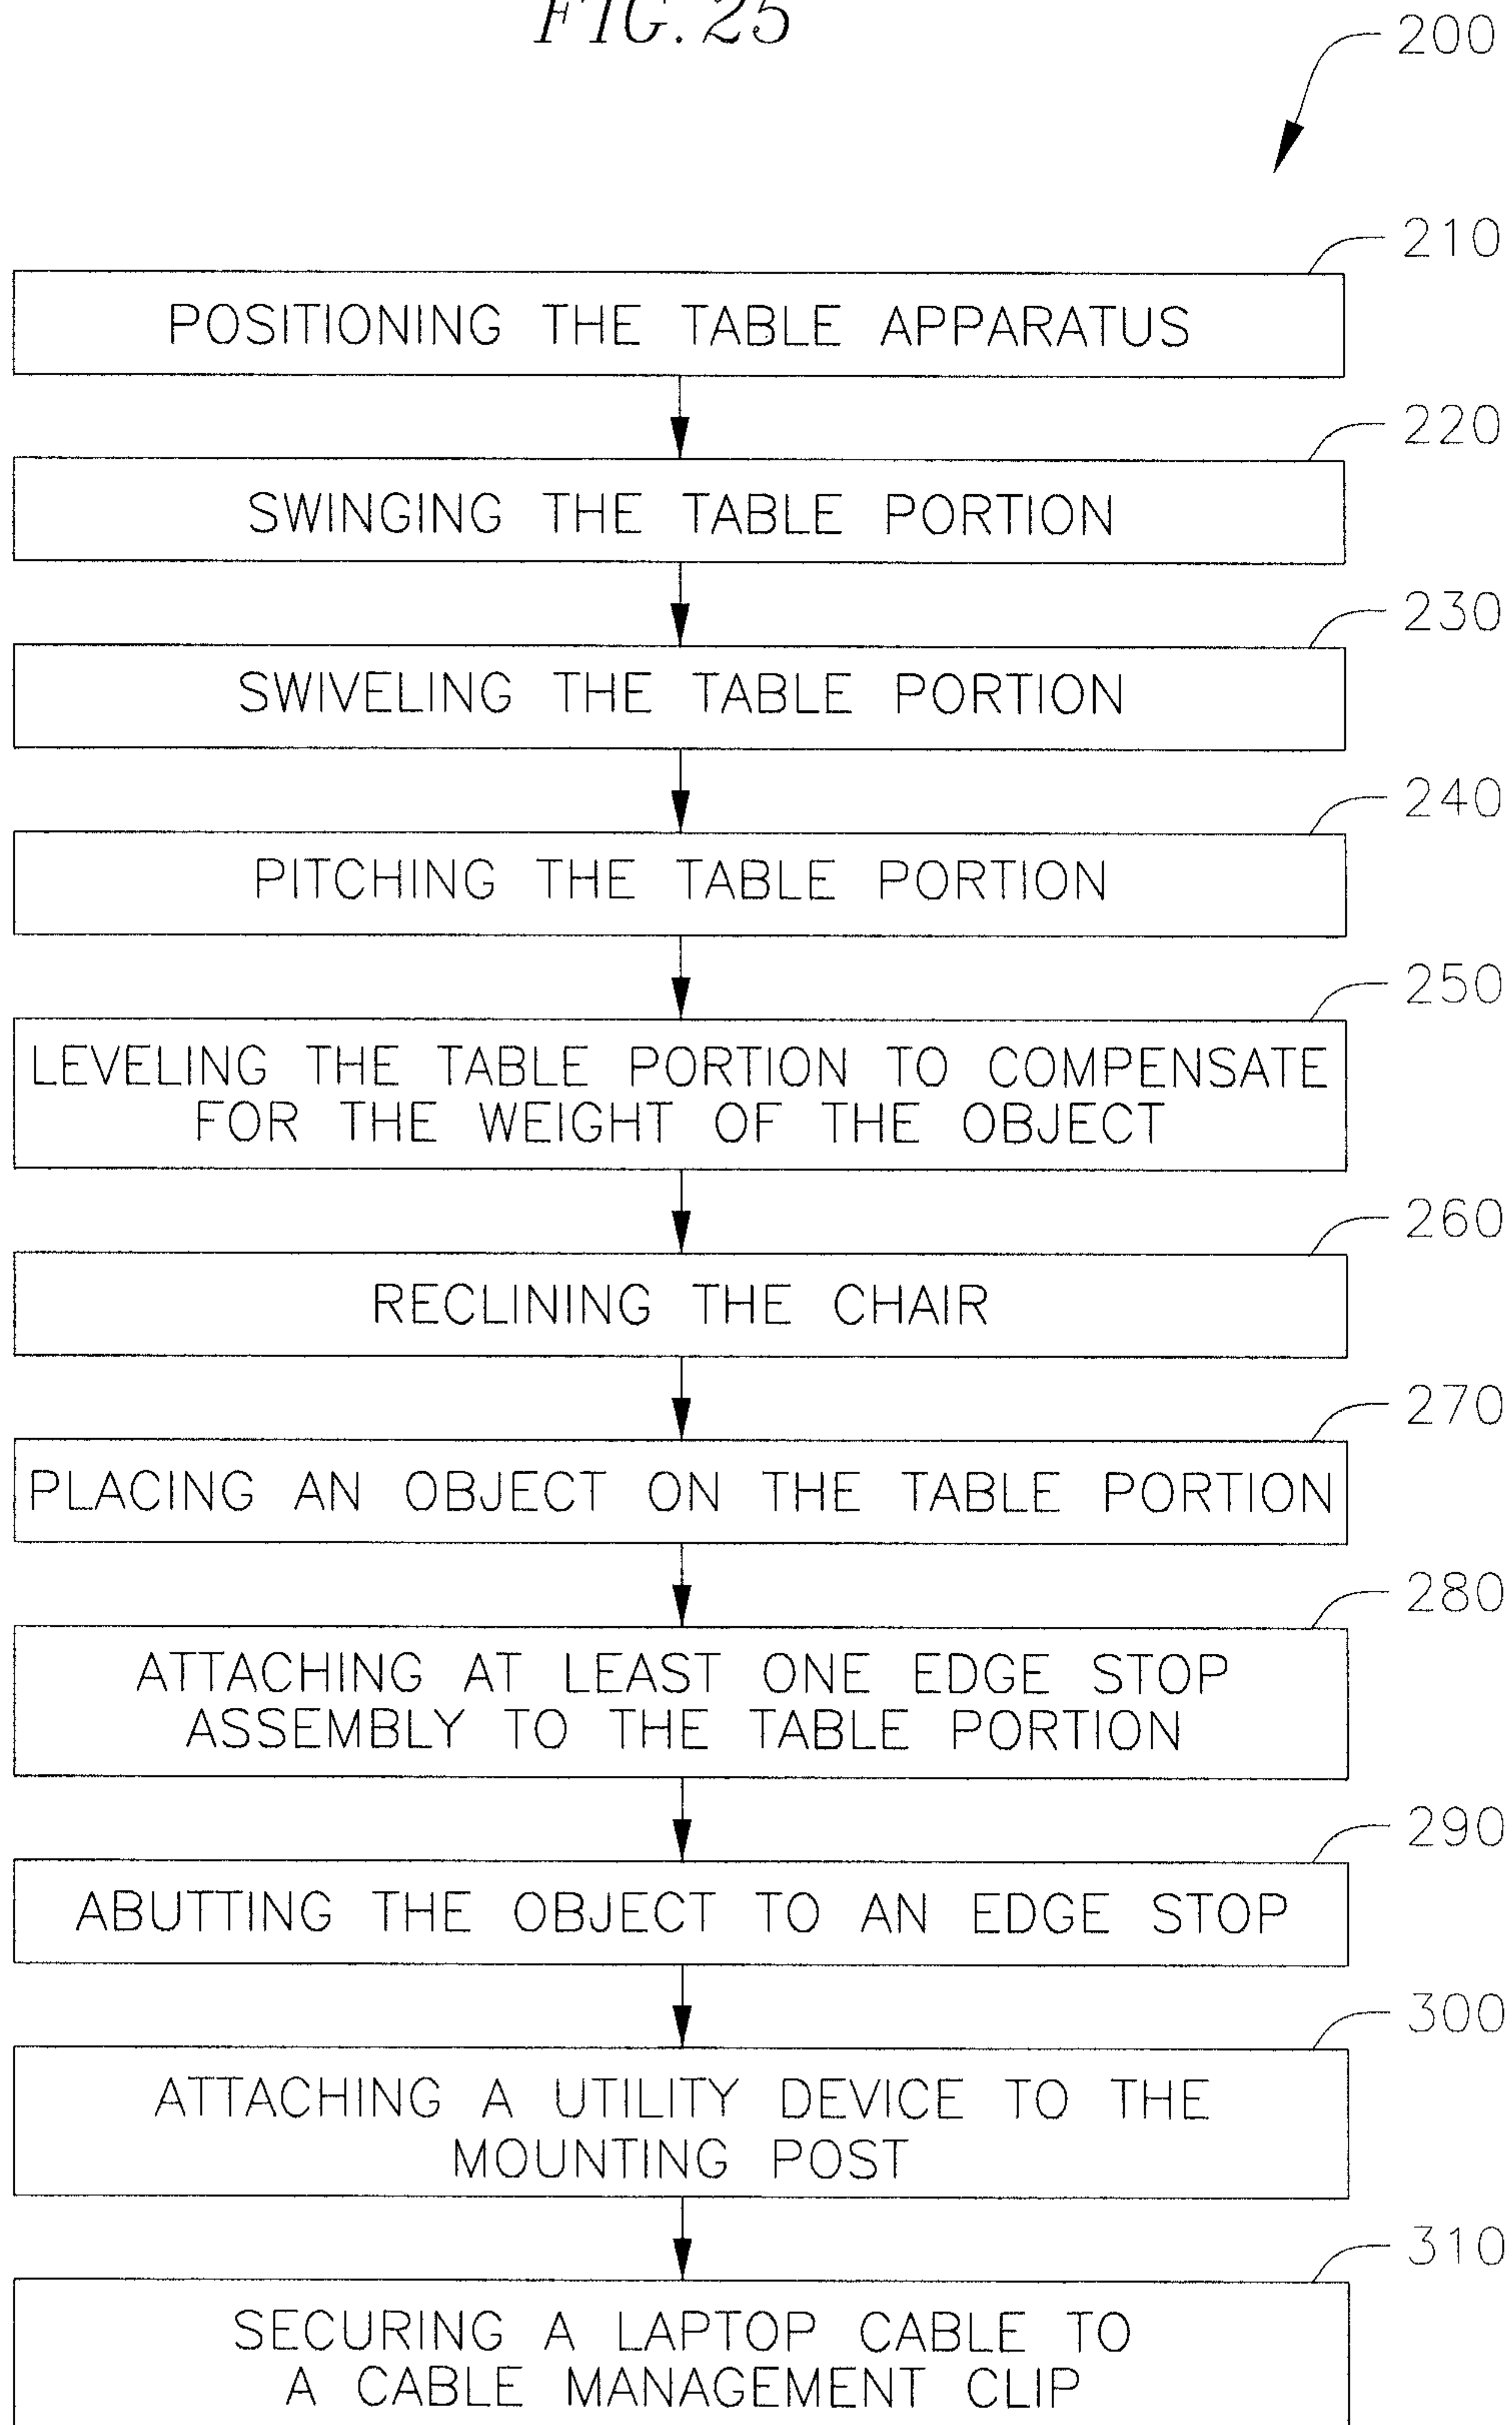 FIG. 25
200
210
POSITIONING THE TABLE APPARATUS
220
SWINGING THE TABLE PORTION
230
SWIVELING THE TABLE PORTION
240
PITCHING THE TABLE PORTION
250
LEVELING THE TABLE PORTION TO COMPENSATE
FOR THE WEIGHT OF THE OBJECT
260
RECLINING THE CHAIR
270
PLACING AN OBJECT ON THE TABLE PORTION
280
ATTACHING AT LEAST ONE EDGE STOP
ASSEMBLY TO THE TABLE PORTION
290
ABUTTING THE OBJECT TO AN EDGE STOP
300
ATTACHING A UTILITY DEVICE TO THE
MOUNTING POST
310
SECURING A LAPTOP CABLE TO
A CABLE MANAGEMENT CLIP